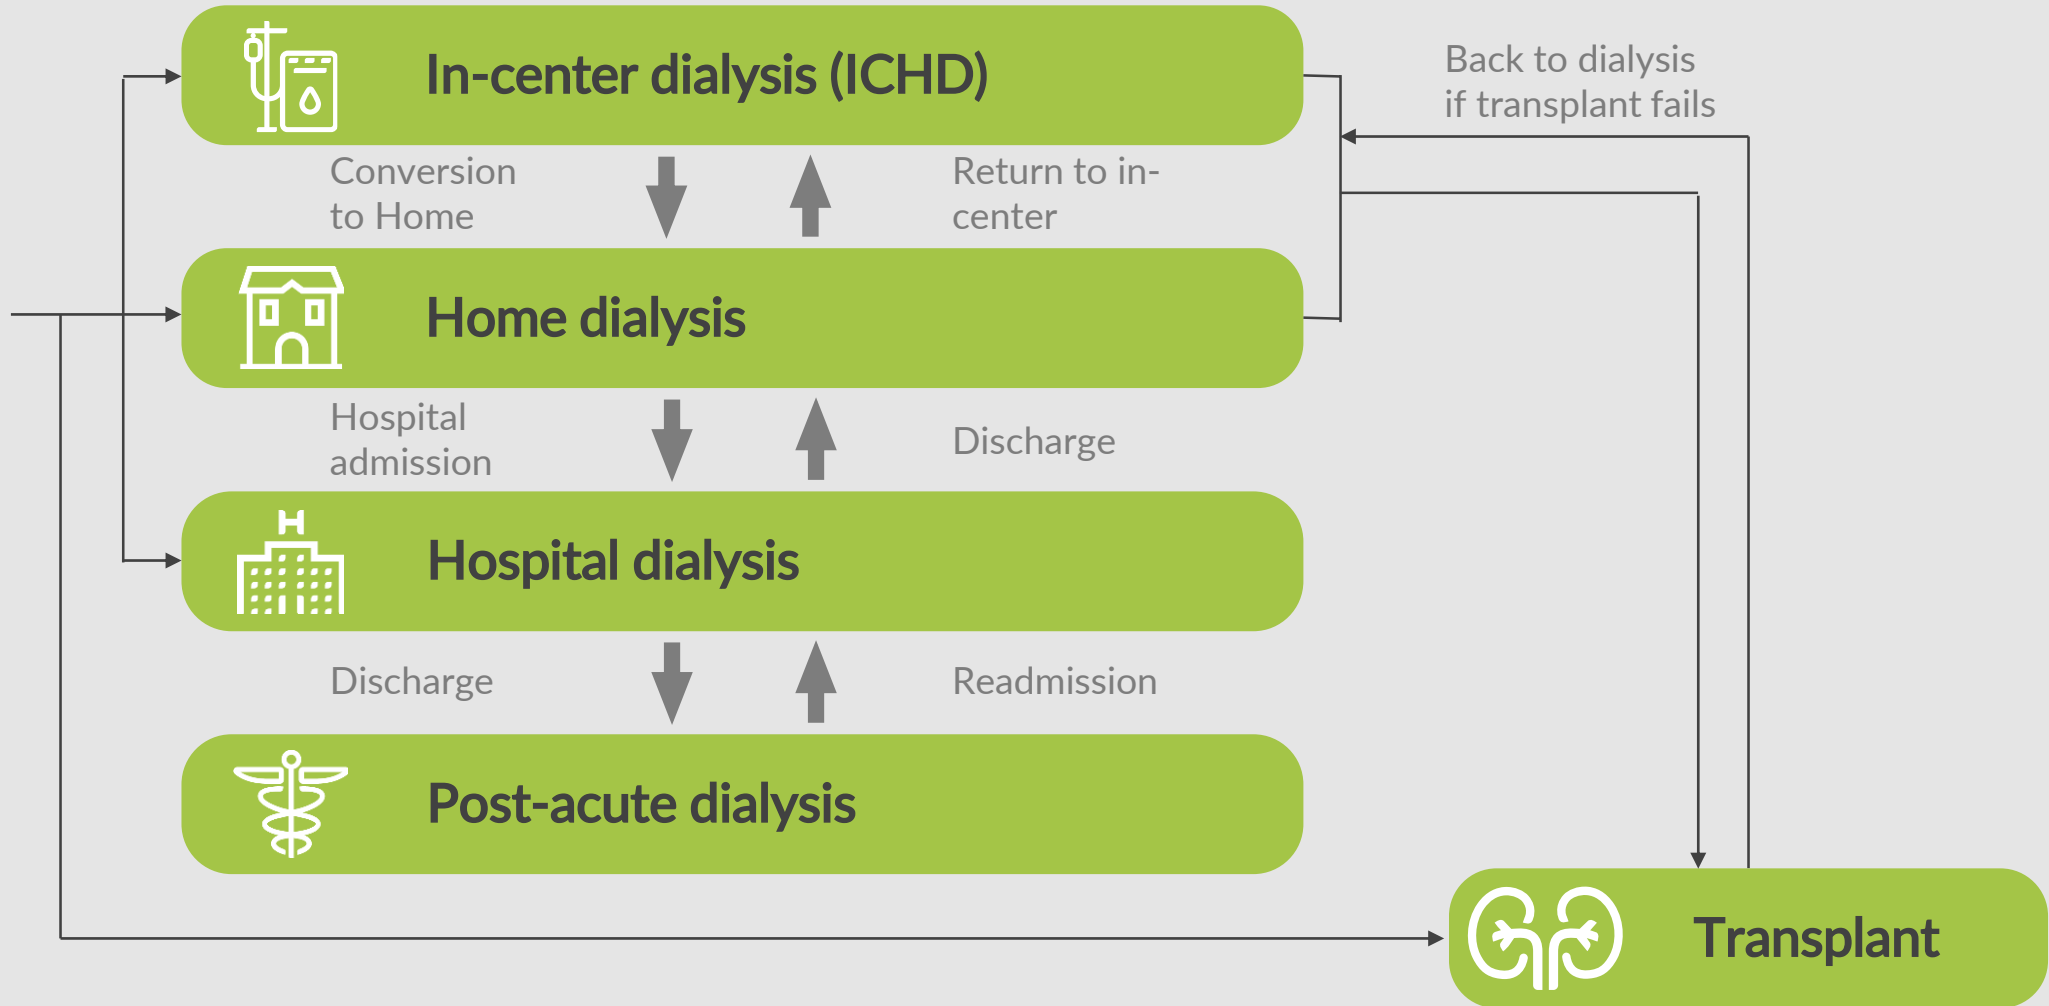 In-center dialysis (ICHD)
Back to dialysis
if transplant fails
Conversion
to Home
Return to in-
center
Home dialysis
Hospital
admission
Discharge
H
Hospital dialysis
Discharge
Readmission
Post-acute dialysis
Transplant